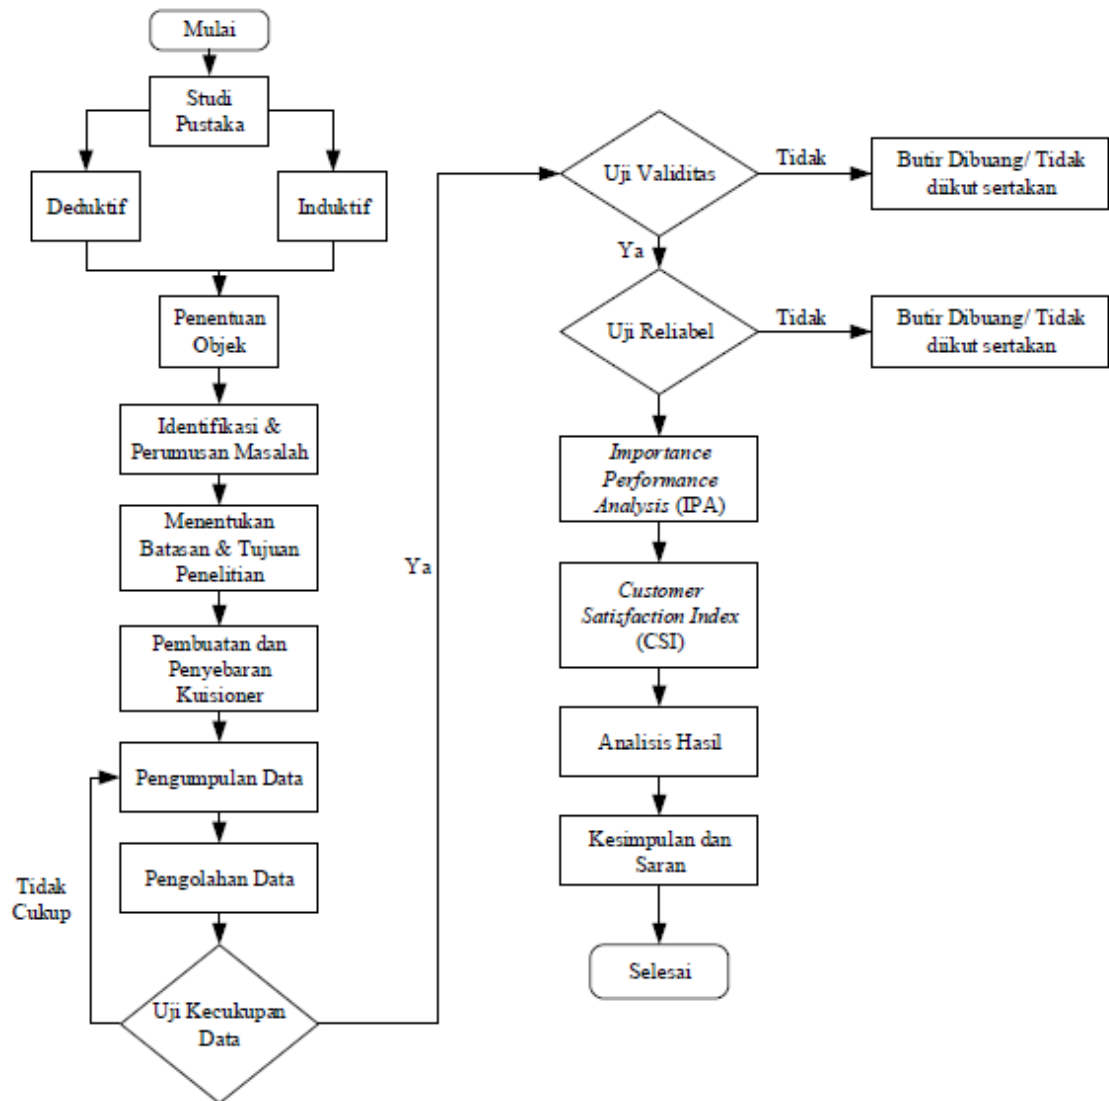 Mulai
Studi
Pustaka
Deduktif
Induktif
Penentuan
Objek
Identifikasi &
Perumusan Masalah
Menentukan
Batasan & Tujuan
Penelitian
Pembuatan dan
Penyebaran
Kuisioner
Pengumpulan Data
Pengolahan Data
Tidak
Cukup
Uji Kecukupan
Data
Ya
Uji Validitas
Tidak
Butir Dibuang/ Tidak
diikut sertakan
Ya
Uji Reliabel
Tidak
Butir Dibuang/ Tidak
diikut sertakan
Importance
Performance
Analysis (IPA)
Customer
Satisfaction Index
(CSI)
Analisis Hasil
Kesimpulan dan
Saran
Selesai